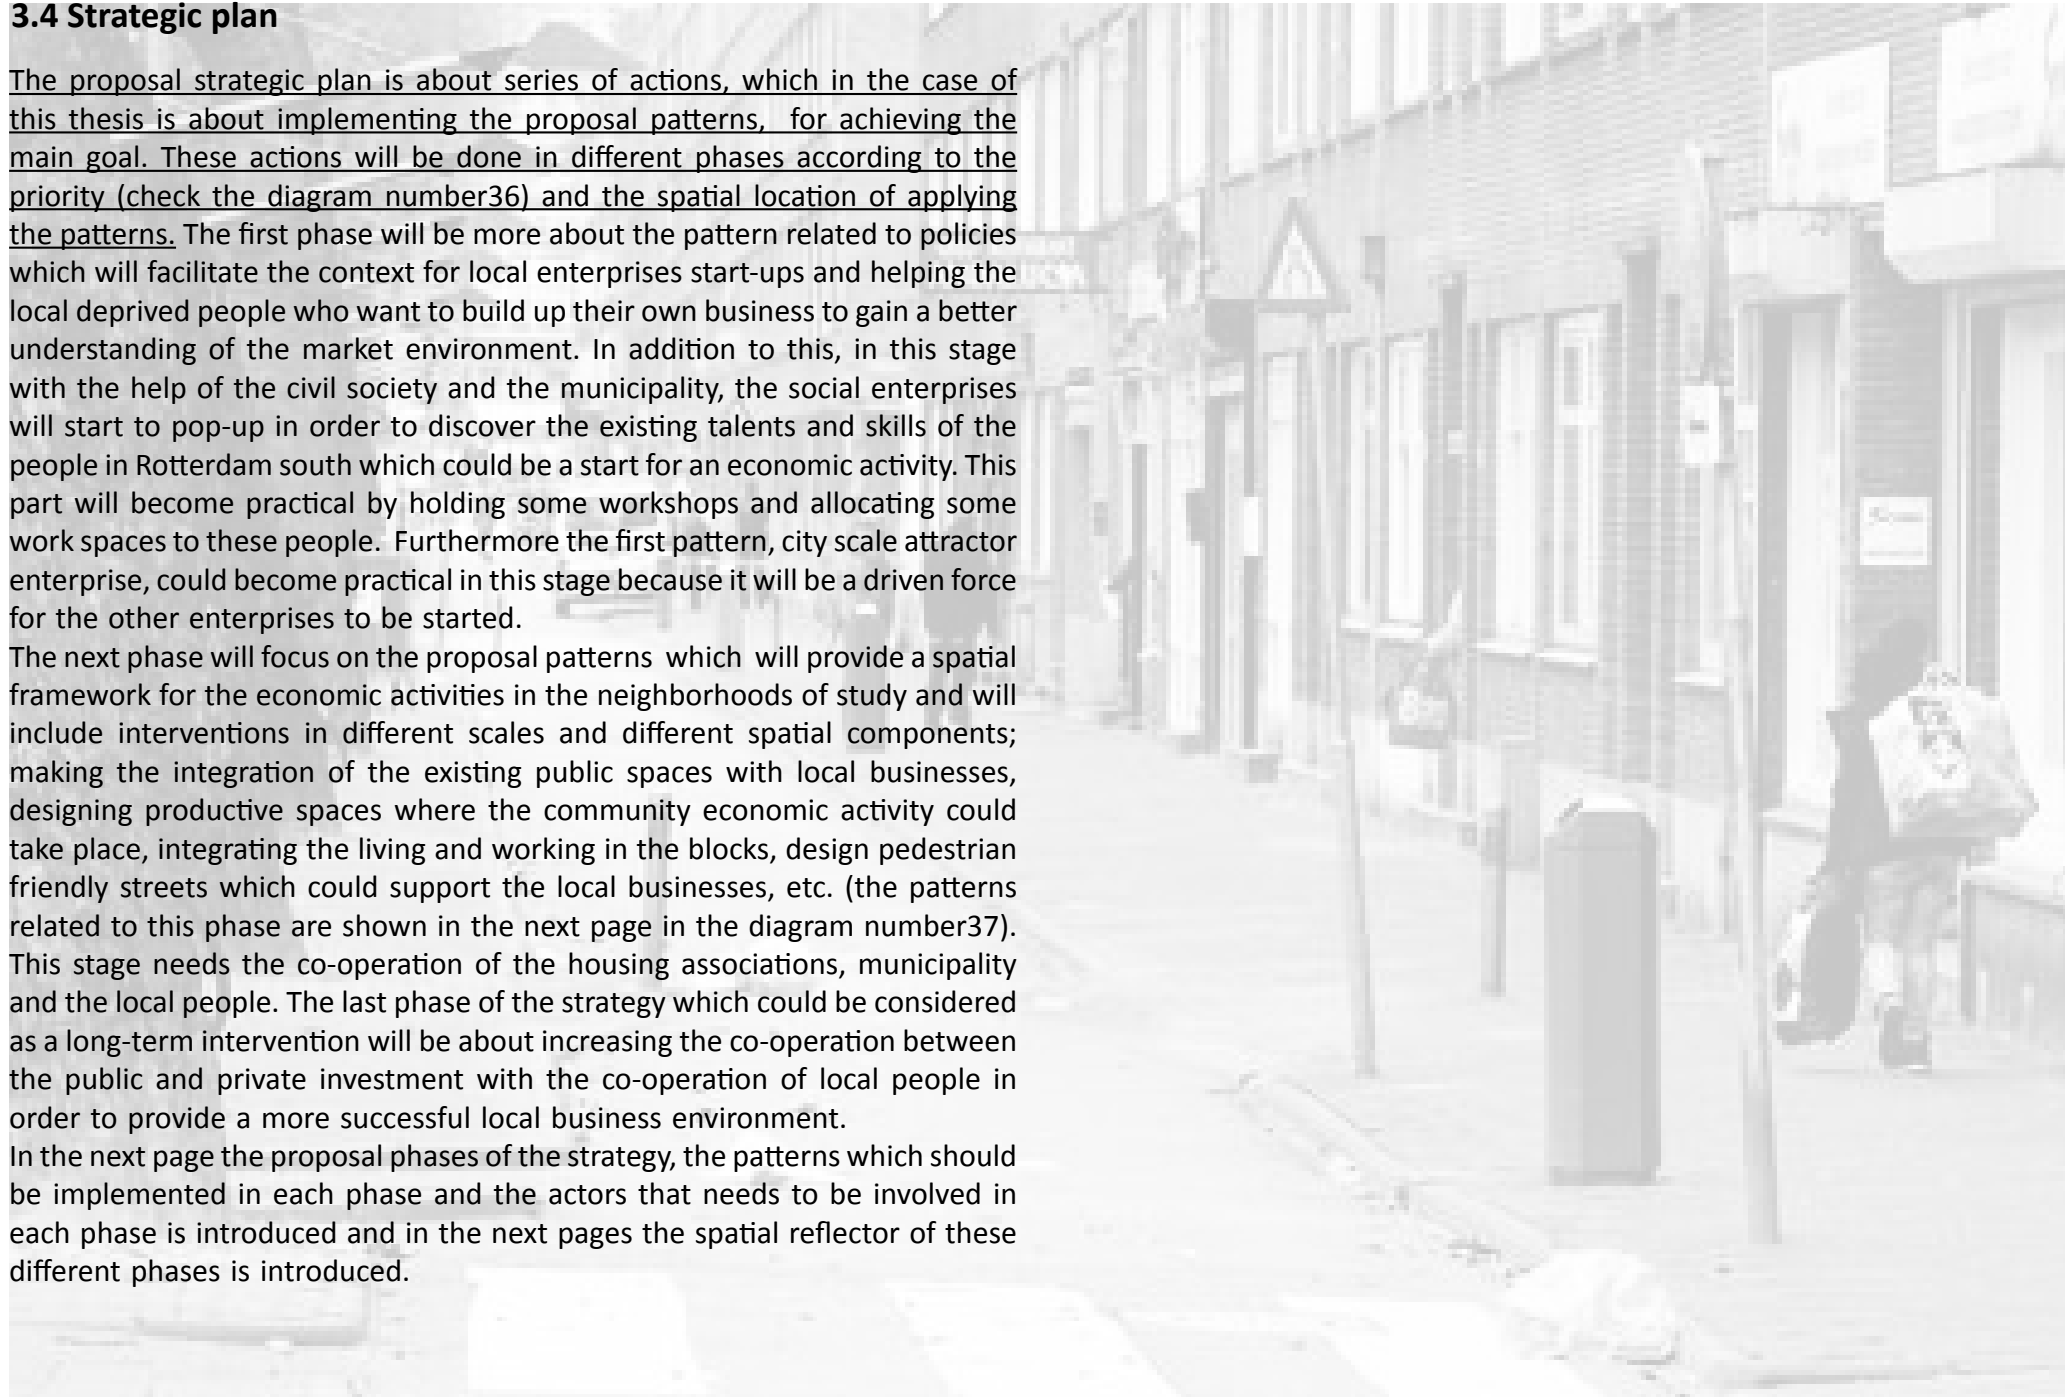 3.4 Strategic plan
The proposal strategic plan is about series of actions, which in the case of
this thesis is about implementing the proposal patterns,  for achieving the
main goal. These actions will be done in different phases according to the
priority (check the diagram number36) and the spatial location of applying
the patterns. The first phase will be more about the pattern related to policies
which will facilitate the context for local enterprises start-ups and helping the
local deprived people who want to build up their own business to gain a better
understanding of the market environment. In addition to this, in this stage
with the help of the civil society and the municipality, the social enterprises
will start to pop-up in order to discover the existing talents and skills of the
people in Rotterdam south which could be a start for an economic activity. This
part will become practical by holding some workshops and allocating some
work spaces to these people.  Furthermore the first pattern, city scale attractor
enterprise, could become practical in this stage because it will be a driven force
for the other enterprises to be started.
The next phase will focus on the proposal patterns  which  will provide a spatial
framework for the economic activities in the neighborhoods of study and will
include interventions in different scales and different spatial components;
making the integration of the existing public spaces with local businesses,
designing productive spaces where the community economic activity could
take place, integrating the living and working in the blocks, design pedestrian
friendly streets which could support the local businesses, etc. (the patterns
related to this phase are shown in the next page in the diagram number37).
This stage needs the co-operation of the housing associations, municipality
and the local people. The last phase of the strategy which could be considered
as a long-term intervention will be about increasing the co-operation between
the public and private investment with the co-operation of local people in
order to provide a more successful local business environment.
In the next page the proposal phases of the strategy, the patterns which should
be implemented in each phase and the actors that needs to be involved in
each phase is introduced and in the next pages the spatial reflector of these
different phases is introduced.